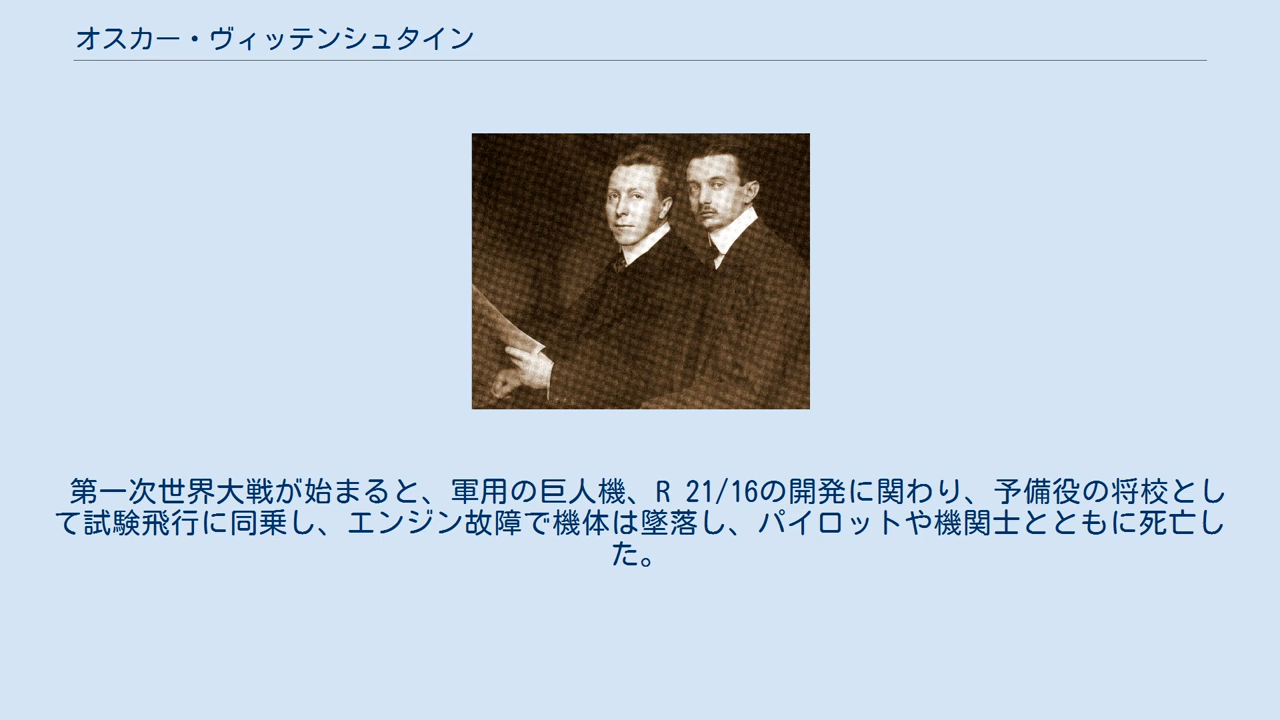 オスカー・ヴィッテンシュタイン
第一次世界大戦が始まると、軍用の巨人機、R 21/16の開発に関わり、予備役の将校とし
て試験飛行に同乗し、エンジン故障で機体は墜落し、パイロットや機関士とともに死亡し
た。